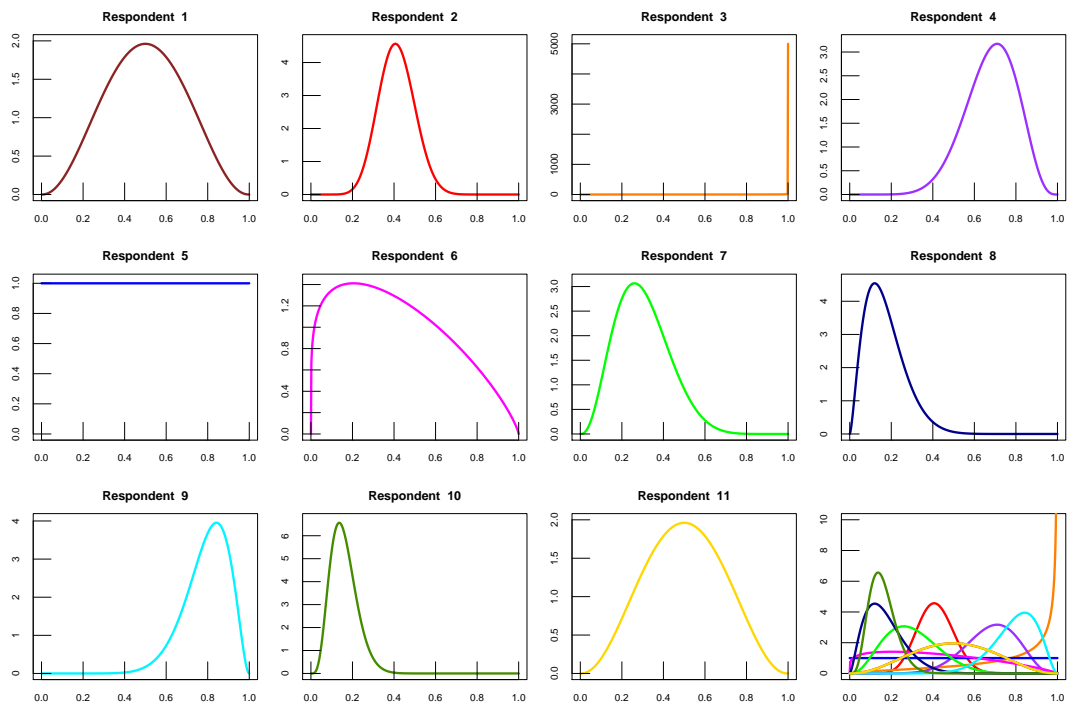 Respondent 1
Respondent 2
Respondent 3
Respondent 4
0.0 0.5 1.0 1.5 2.0
0.0 0.2 0.4 0.6 0.8 1.0
0 1 2 3 4
0.0 0.2 0.4 0.6 0.8 1.0
0 1000 3000 5000
0.0 0.2 0.4 0.6 0.8 1.0
0.0 0.5 1.0 1.5 2.0 2.5 3.0
0.0 0.2 0.4 0.6 0.8 1.0
Respondent 5
Respondent 6
Respondent 7
Respondent 8
0.0 0.2 0.4 0.6 0.8 1.0
0.0 0.2 0.4 0.6 0.8 1.0
0.0 0.4 0.8 1.2
0.0 0.2 0.4 0.6 0.8 1.0
0.0 0.5 1.0 1.5 2.0 2.5 3.0
0.0 0.2 0.4 0.6 0.8 1.0
0 1 2 3 4
0.0 0.2 0.4 0.6 0.8 1.0
Respondent 9
Respondent 10
Respondent 11
0 1 2 3 4
0.0 0.2 0.4 0.6 0.8 1.0
0 1 2 3 4 5 6
0.0 0.2 0.4 0.6 0.8 1.0
0.0 0.5 1.0 1.5 2.0
0.0 0.2 0.4 0.6 0.8 1.0
0 2 4 6 8 10
0.0 0.2 0.4 0.6 0.8 1.0